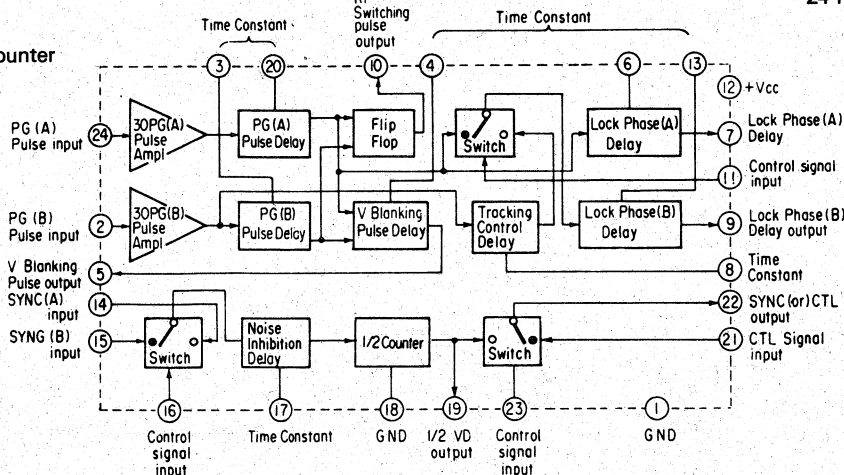 24-
ounter
Time Constant
Switching
pulse
output
Time Constant
3
20
10
4
6
13
12
+Vcc
PG (A)
Pulse input
24
30PG(A)
Pulse
Ampl
PG(A)
Pulse Delay
Flip
Flop
Switch
Lock Phase(A)
Delay
7
Lock Phase(A)
Delay
11
Control signal
input
PG (B)
Pulse input
2
30PG(B)
Pulse
Ampl
PG(B)
Pulse Delay
V Blanking
Pulse Delay
Tracking
Control
Delay
Lock Phase(B)
Delay
9
Lock Phase(B)
Delay output
V Blanking
Pulse output
5
8
Time
Constant
SYNC(A)
input
14
22
SYNC(or)CTL
output
SYNG (B)
input
15
Switch
Noise
Inhibition
Delay
1/2 Counter
Switch
21
CTL Signal
input
16
17
18
19
23
1
Control
signal
input
Time Constant
GND
1/2 VD
output
Control
signal
input
GND